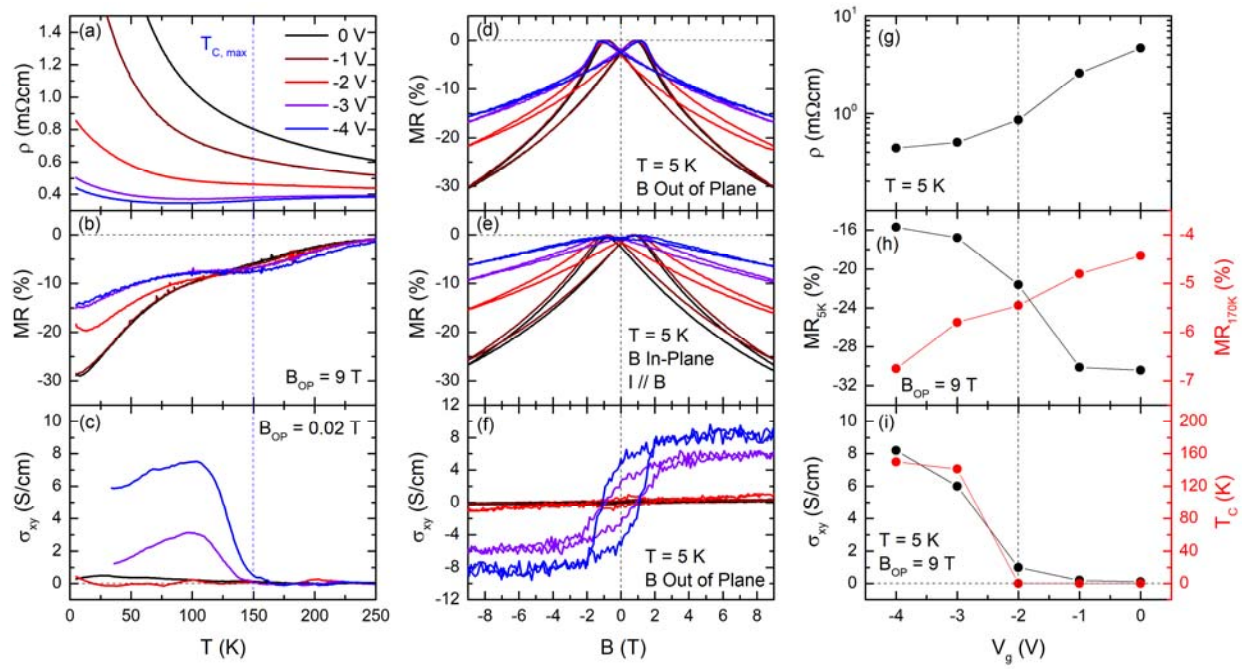 (a)
T_C, max
0 V
-1 V
-2 V
-3 V
-4 V
ρ (mΩcm)
1.4
1.2
1.0
0.8
0.6
0.4
(b)
MR (%)
0
-10
-20
-30
B_OP = 9 T
(c)
B_OP = 0.02 T
σ_xy (S/cm)
10
8
6
4
2
0
0 50 100 150 200 250
T (K)
(d)
MR (%)
0
-10
-20
-30
T = 5 K
B Out of Plane
(e)
MR (%)
0
-10
-20
-30
T = 5 K
B In-Plane
I // B
(f)
σ_xy (S/cm)
12
8
4
0
-4
-8
-12
T = 5 K
B Out of Plane
-8 -6 -4 -2 0 2 4 6 8
B (T)
(g)
ρ (mΩcm)
10¹
10⁰
T = 5 K
(h)
MR_5K (%)
-16
-20
-24
-28
-32
B_OP = 9 T
-4
-5
-6
-7
MR_170K (%)
(i)
σ_xy (S/cm)
10
8
6
4
2
0
T = 5 K
B_OP = 9 T
200
160
120
80
40
0
T_C (K)
-4 -3 -2 -1 0
V_g (V)